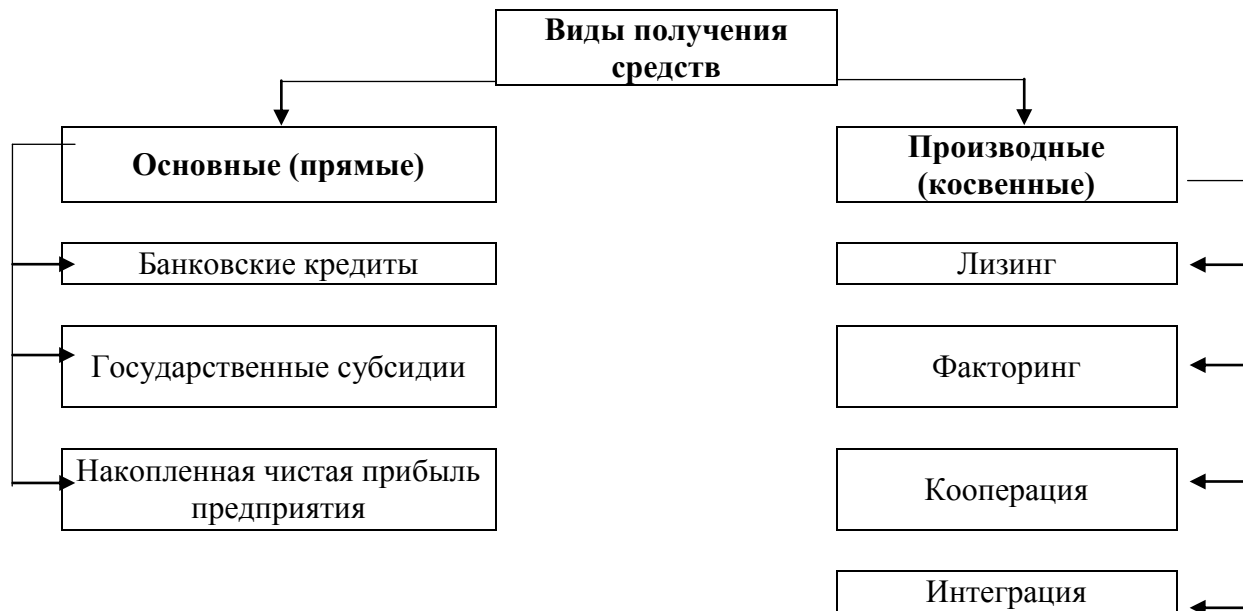 Виды получения
средств
Основные (прямые)
Производные
(косвенные)
Банковские кредиты
Лизинг
Государственные субсидии
Факторинг
Накопленная чистая прибыль
предприятия
Кооперация
Интеграция